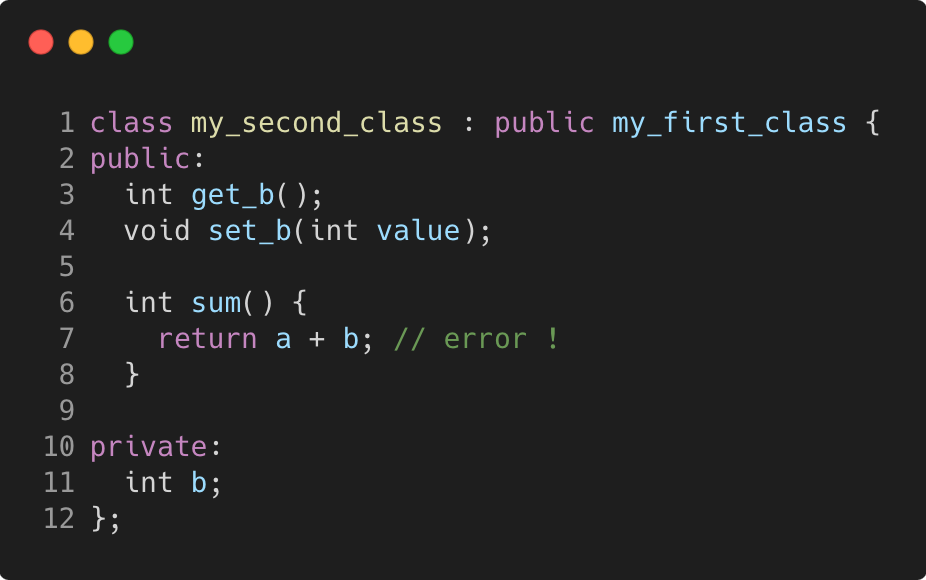 1 class my_second_class : public my_first_class {
2 public:
3   int get_b();
4   void set_b(int value);
5
6   int sum() {
7     return a + b; // error !
8   }
9
10 private:
11   int b;
12 };